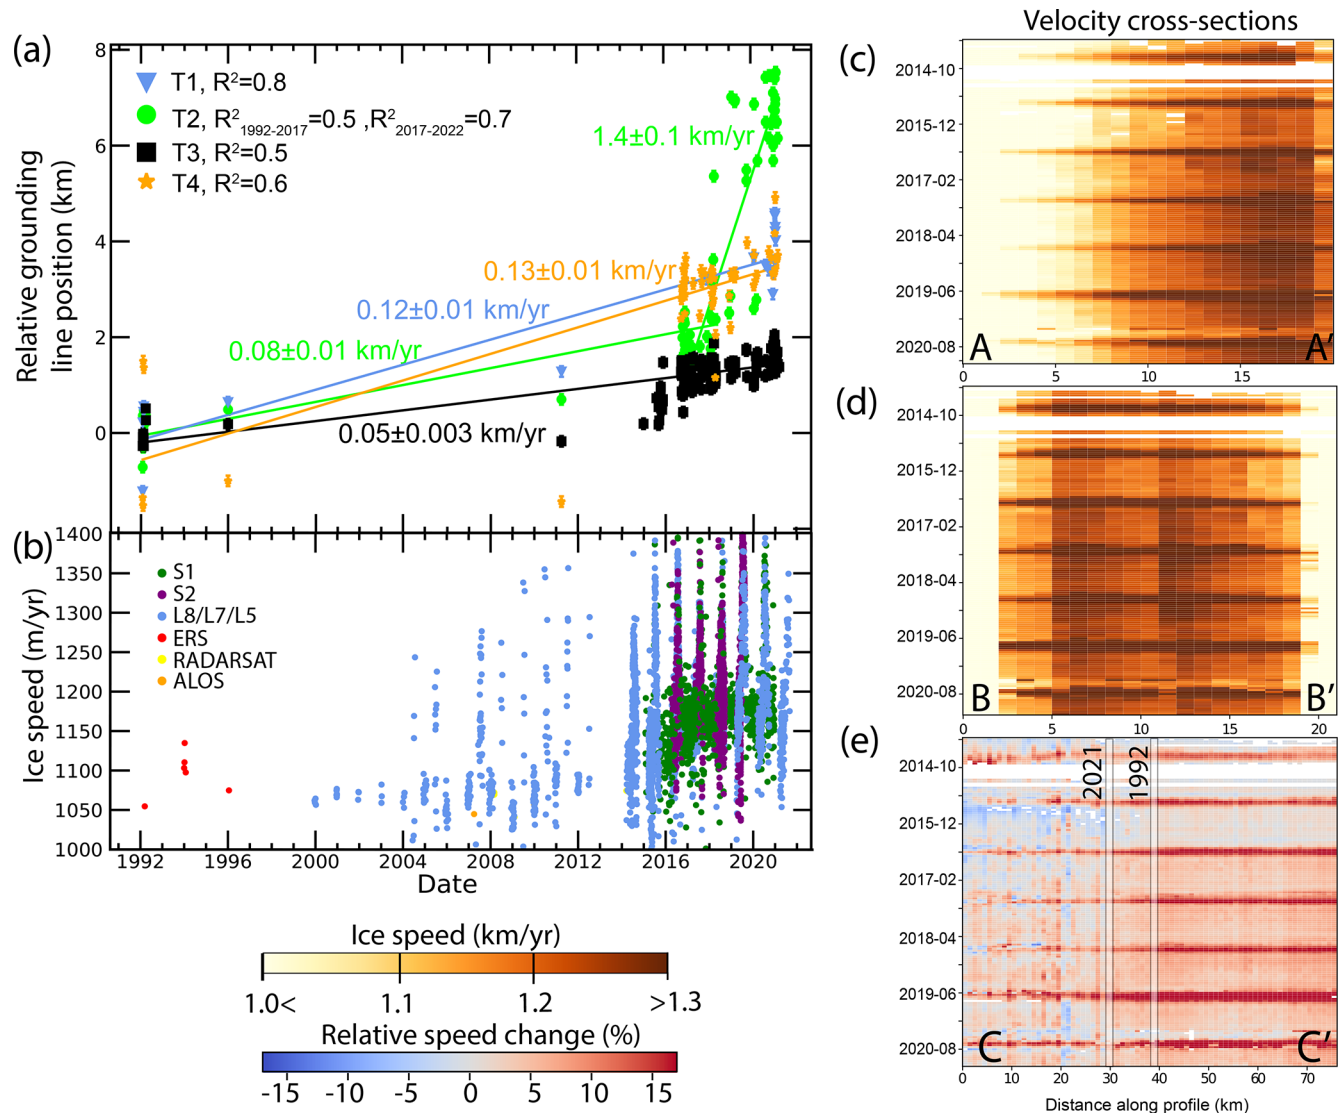 Velocity cross-sections
(a)
8
6
4
2
0
Relative grounding
line position (km)
T1, R²=0.8
T2, R²1992-2017=0.5 ,R²2017-2022=0.7
T3, R²=0.5
T4, R²=0.6
1.4±0.1 km/yr
0.13±0.01 km/yr
0.12±0.01 km/yr
0.08±0.01 km/yr
0.05±0.003 km/yr
(b)
1400
1350
1300
1250
1200
1150
1100
1050
1000
Ice speed (m/yr)
S1
S2
L8/L7/L5
ERS
RADARSAT
ALOS
1992 1996 2000 2004 2008 2012 2016 2020
Date
Ice speed (km/yr)
1.0< 1.1 1.2 >1.3
Relative speed change (%)
-15 -10 -5 0 5 10 15
(c)
2014-10
2015-12
2017-02
2018-04
2019-06
2020-08
A A′
0 5 10 15
(d)
2014-10
2015-12
2017-02
2018-04
2019-06
2020-08
B B′
0 5 10 15 20
(e)
2014-10
2015-12
2017-02
2018-04
2019-06
2020-08
2021
1992
C C′
0 10 20 30 40 50 60 70
Distance along profile (km)